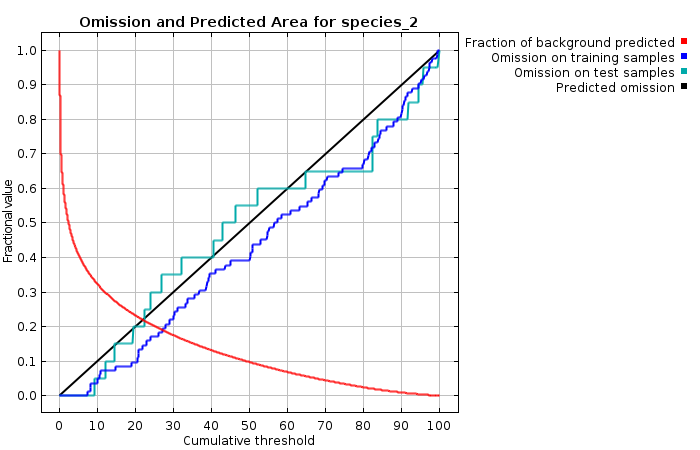 Omission and Predicted Area for species_2
Fraction of background predicted
Omission on training samples
Omission on test samples
Predicted omission
Fractional value
1.0
0.9
0.8
0.7
0.6
0.5
0.4
0.3
0.2
0.1
0.0
0 10 20 30 40 50 60 70 80 90 100
Cumulative threshold